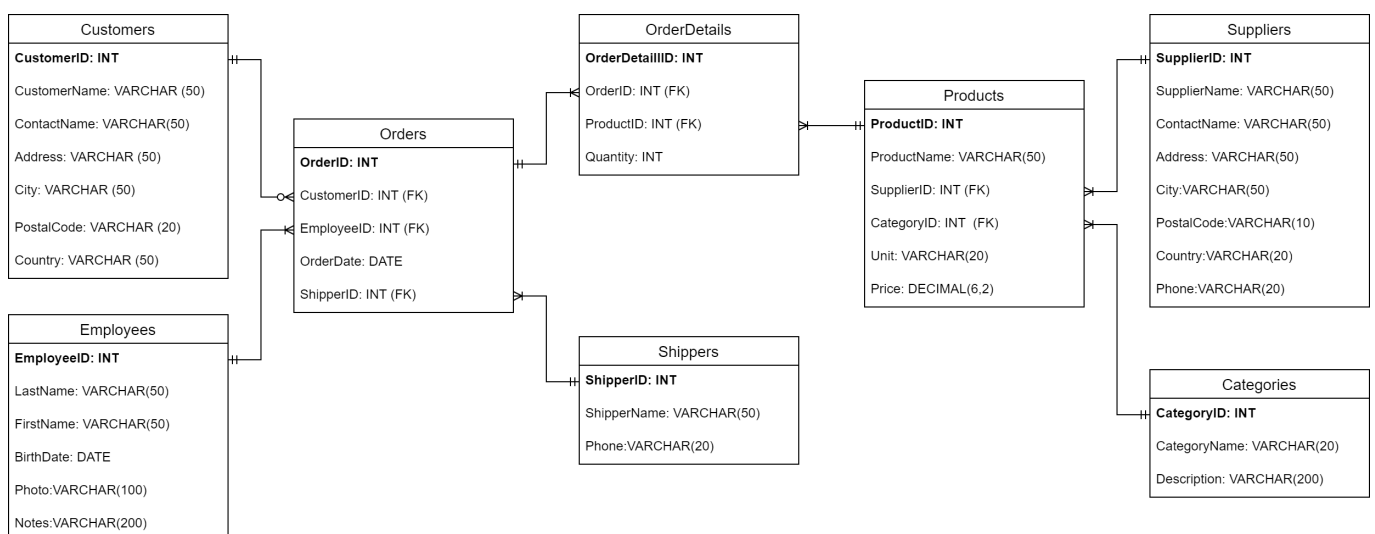 Customers
CustomerID: INT
CustomerName: VARCHAR (50)
ContactName: VARCHAR(50)
Address: VARCHAR (50)
City: VARCHAR (50)
PostalCode: VARCHAR (20)
Country: VARCHAR (50)
Employees
EmployeeID: INT
LastName: VARCHAR(50)
FirstName: VARCHAR(50)
BirthDate: DATE
Photo:VARCHAR(100)
Notes:VARCHAR(200)
Orders
OrderID: INT
CustomerID: INT (FK)
EmployeeID: INT (FK)
OrderDate: DATE
ShipperID: INT (FK)
OrderDetails
OrderDetailIID: INT
OrderID: INT (FK)
ProductID: INT (FK)
Quantity: INT
Shippers
ShipperID: INT
ShipperName: VARCHAR(50)
Phone:VARCHAR(20)
Products
ProductID: INT
ProductName: VARCHAR(50)
SupplierID: INT (FK)
CategoryID: INT  (FK)
Unit: VARCHAR(20)
Price: DECIMAL(6,2)
Suppliers
SupplierID: INT
SupplierName: VARCHAR(50)
ContactName: VARCHAR(50)
Address: VARCHAR(50)
City:VARCHAR(50)
PostalCode:VARCHAR(10)
Country:VARCHAR(20)
Phone:VARCHAR(20)
Categories
CategoryID: INT
CategoryName: VARCHAR(20)
Description: VARCHAR(200)